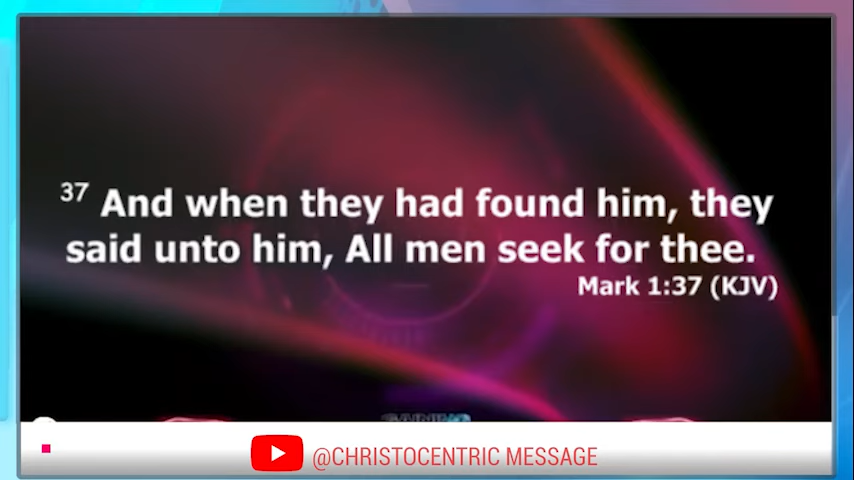 37 And when they had found him, they
said unto him, All men seek for thee.
Mark 1:37 (KJV)
@CHRISTOCENTRIC MESSAGE